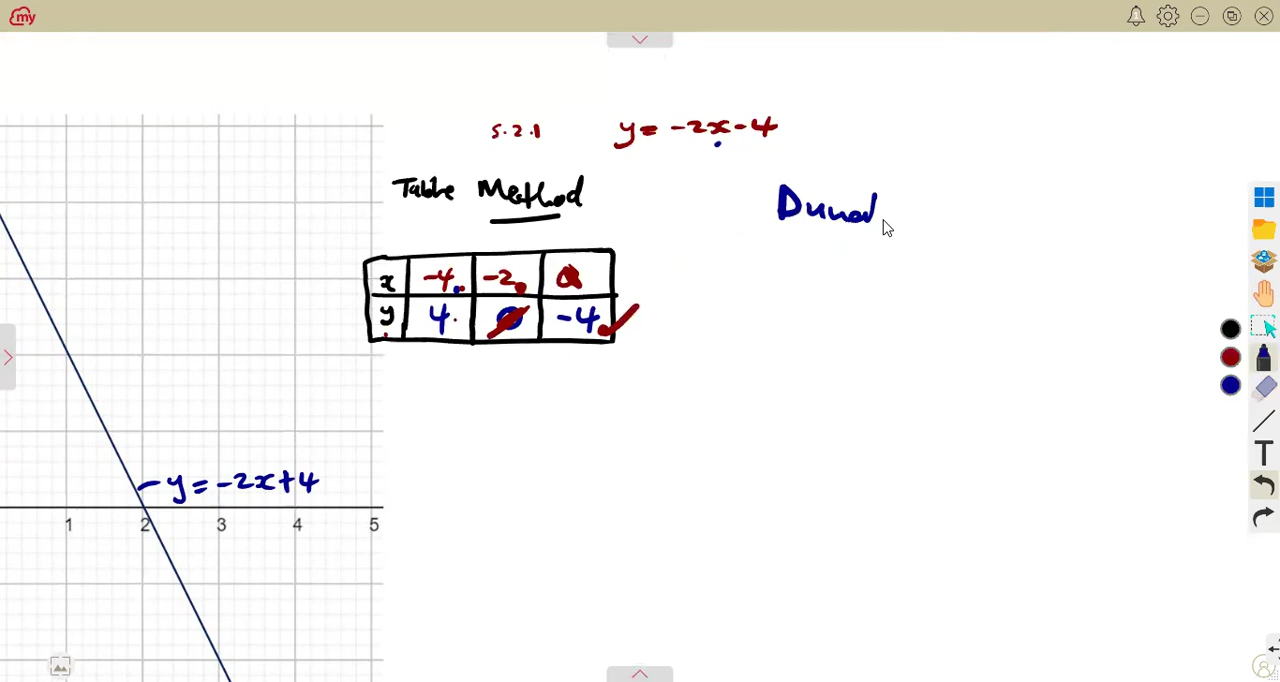 my
5.2.1 y = -2x-4
Table Method
x -4 -2 0
y 4 0 -4
y = -2x+4
1 2 3 4 5
T